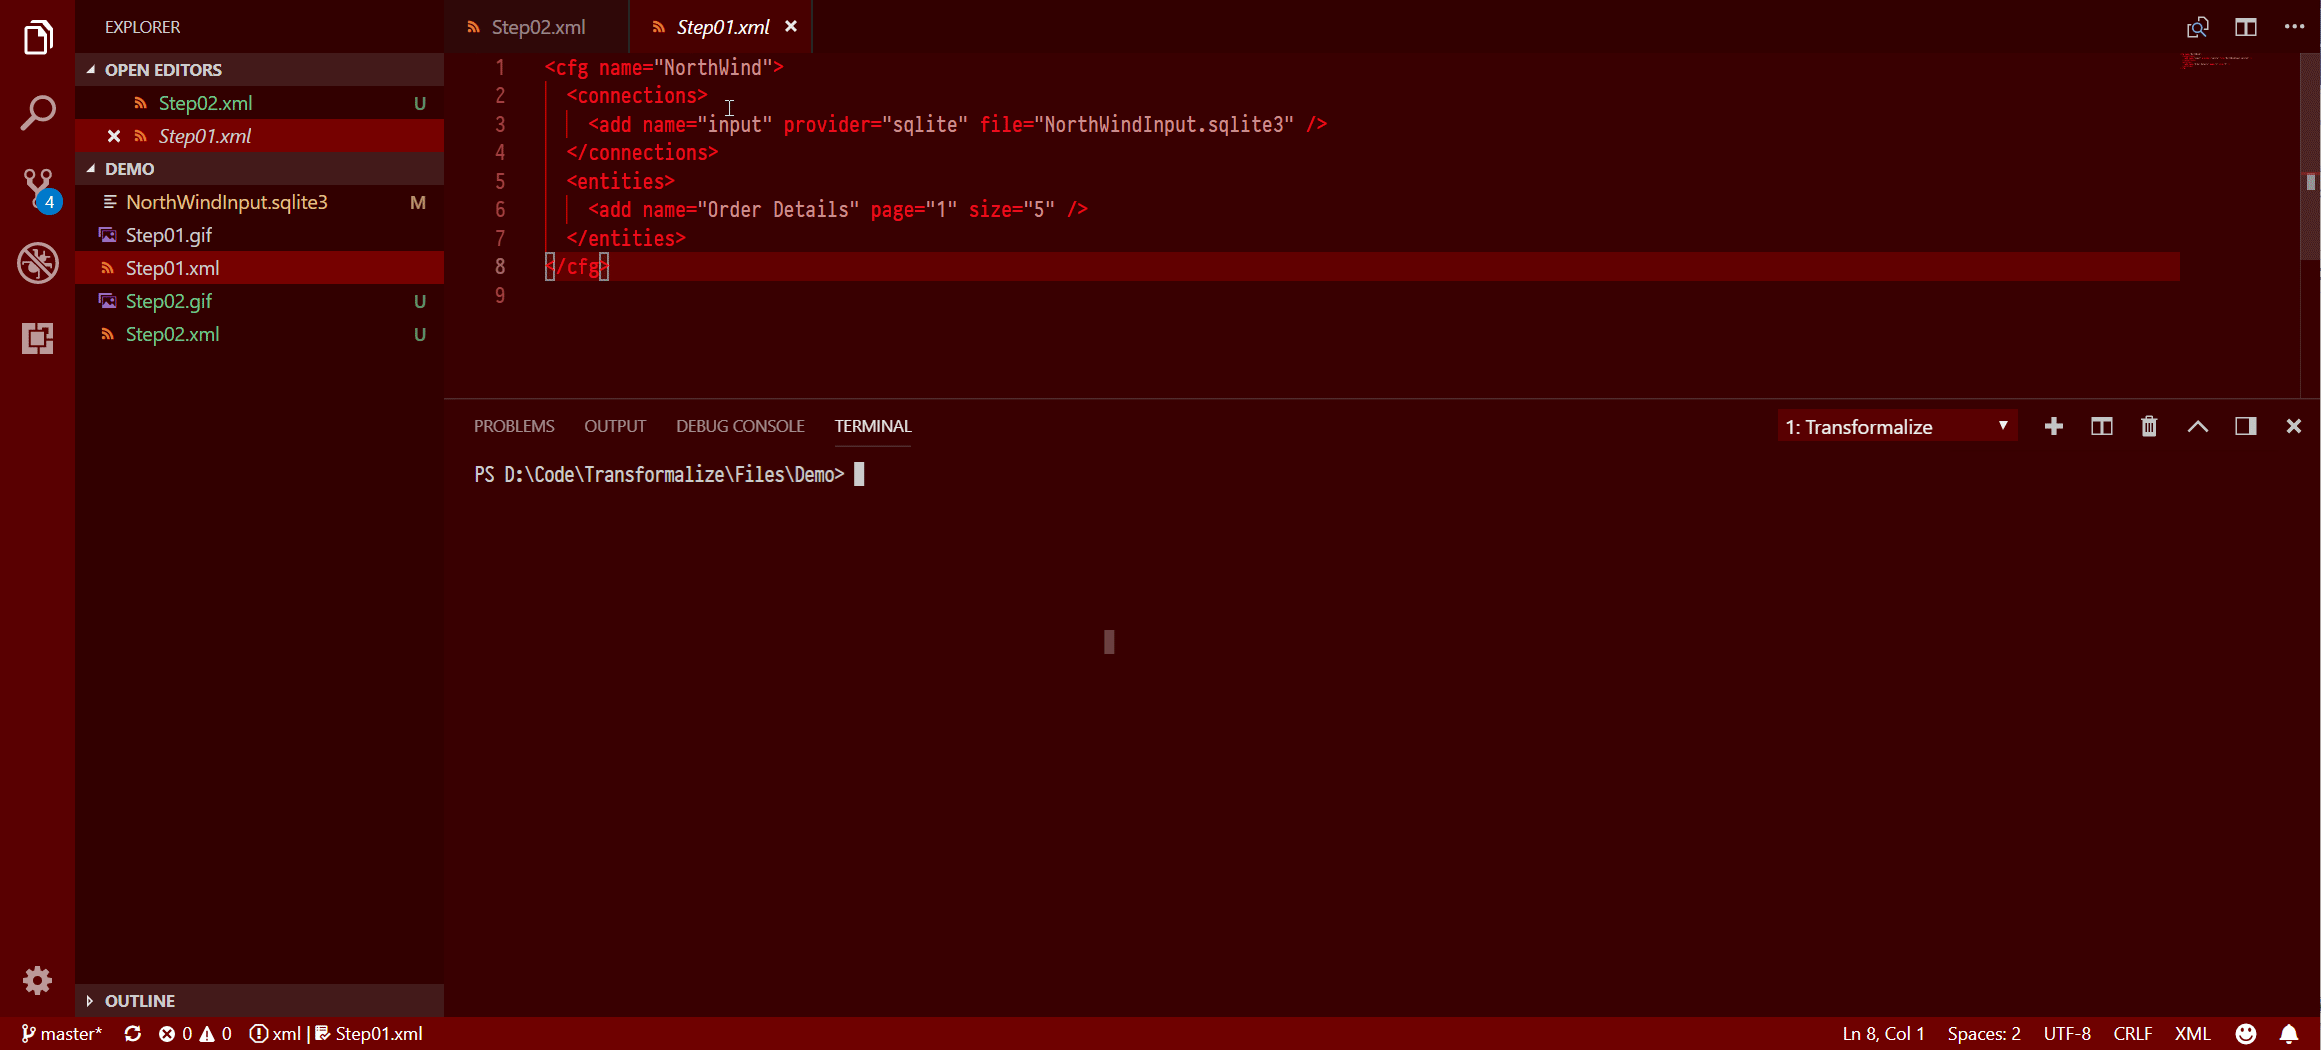 EXPLORER
OPEN EDITORS
Step02.xml U
Step01.xml
DEMO
NorthWindInput.sqlite3 M
Step01.gif
Step01.xml
Step02.gif U
Step02.xml U
OUTLINE
4
Step02.xml Step01.xml
1 <cfg name="NorthWind">
2 <connections>
3 <add name="input" provider="sqlite" file="NorthWindInput.sqlite3" />
4 </connections>
5 <entities>
6 <add name="Order Details" page="1" size="5" />
7 </entities>
8 </cfg>
9
PROBLEMS OUTPUT DEBUG CONSOLE TERMINAL 1: Transformalize
PS D:\Code\Transformalize\Files\Demo>
master* 0 0 xml | Step01.xml Ln 8, Col 1 Spaces: 2 UTF-8 CRLF XML